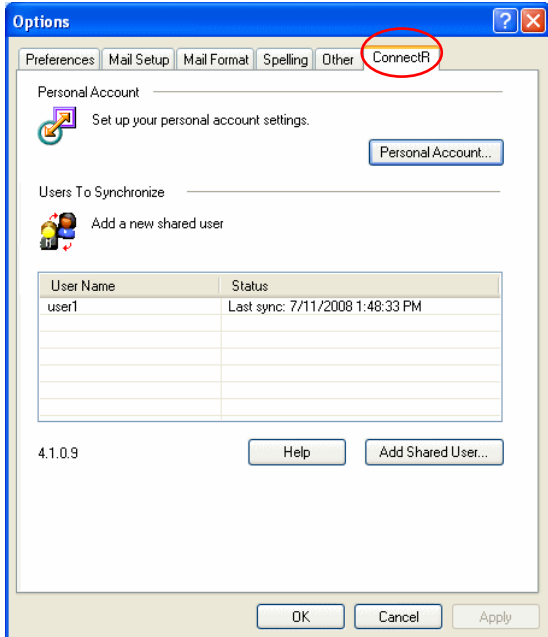 Options
Preferences Mail Setup Mail Format Spelling Other ConnectR
Personal Account
Set up your personal account settings.
Personal Account...
Users To Synchronize
Add a new shared user
User Name Status
user1 Last sync: 7/11/2008 1:48:33 PM
4.1.0.9 Help Add Shared User...
OK Cancel Apply